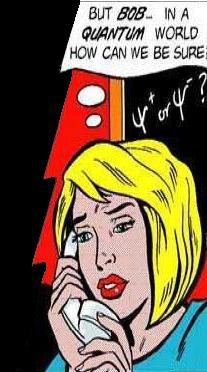 BUT BOB... IN A
QUANTUM WORLD
HOW CAN WE BE SURE?
Ψ⁺ or Ψ⁻ ?